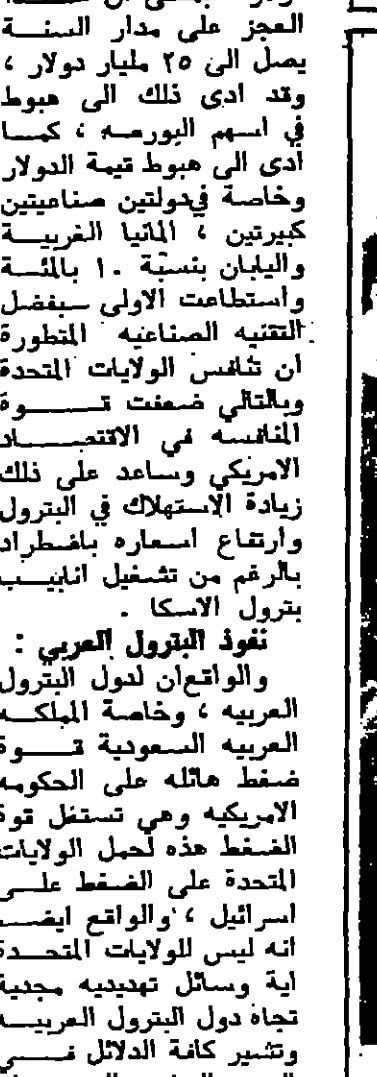 العجز على مدار السنة
يصل الى ٢٥ مليار دولار ،
وقد ادى ذلك الى هبوط
في اسهم البورصه ، كما
ادى الى هبوط قيمة الدولار
وخاصة في دولتين صناعيتين
كبيرتين ، المانيا الغربية
واليابان بنسبة ١٠ بالمئة
واستطاعت الاولى بفضل
التقنيه الصناعيه المتطورة
ان تنافس الولايات المتحدة
وبالتالي ضعفت قوة
المنافسه في الاقتصاد
الامريكي وساعد على ذلك
زيادة الاستهلاك في البترول
وارتفاع اسعاره باضطراد
بالرغم من تشغيل انابيب
بترول الاسكا .
نفوذ البترول العربي :
والواقع ان لدول البترول
العربيه ، وخاصة المملكه
العربيه السعودية قوة
ضغط هائله على الحكومه
الامريكيه وهي تستغل قوة
الضغط هذه لحمل الولايات
المتحدة على الضغط على
اسرائيل ، والواقع ايضا
انه ليس للولايات المتحدة
اية وسائل تهديديه مجدية
تجاه دول البترول العربيه
وتشير كافة الدلائل في